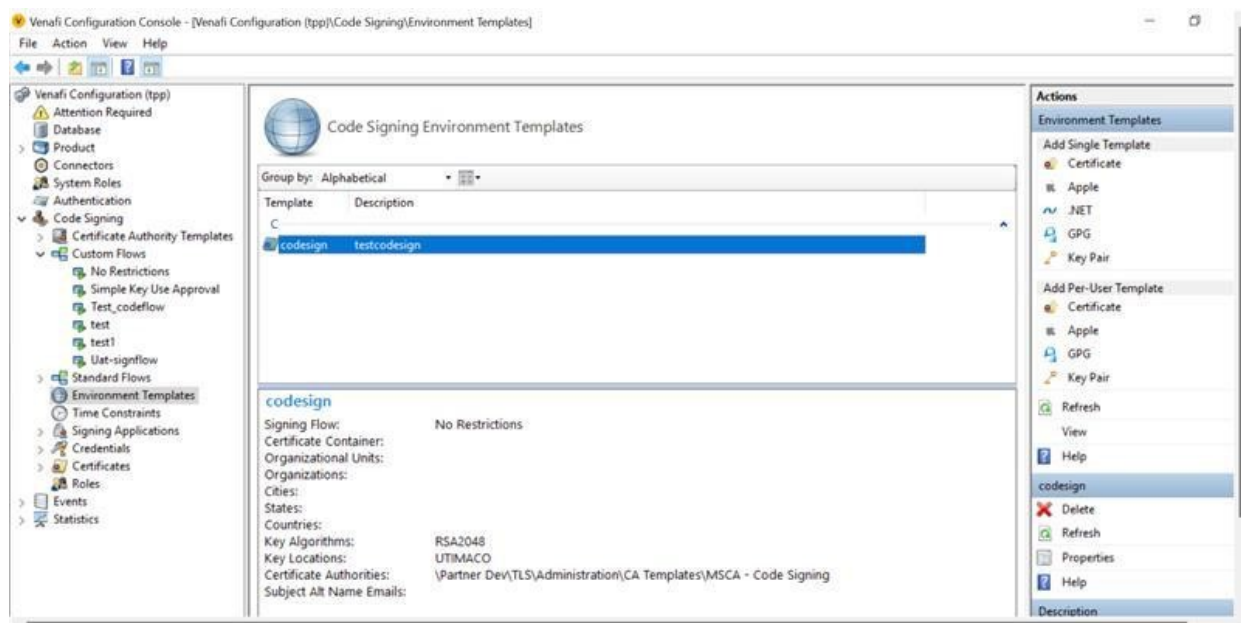 Venafi Configuration Console - [Venafi Configuration (tpp)\Code Signing\Environment Templates]
File Action View Help
Venafi Configuration (tpp)
Attention Required
Database
Product
Connectors
System Roles
Authentication
Code Signing
Certificate Authority Templates
Custom Flows
No Restrictions
Simple Key Use Approval
Test_codeflow
test
test1
Uat-signflow
Standard Flows
Environment Templates
Time Constraints
Signing Applications
Credentials
Certificates
Roles
Events
Statistics
Code Signing Environment Templates
Group by: Alphabetical
Template Description
C
codesign testcodesign
codesign
Signing Flow: No Restrictions
Certificate Container:
Organizational Units:
Organizations:
Cities:
States:
Countries:
Key Algorithms: RSA2048
Key Locations: UTIMACO
Certificate Authorities: \Partner Dev\TLS\Administration\CA Templates\MSCA - Code Signing
Subject Alt Name Emails:
Actions
Environment Templates
Add Single Template
Certificate
Apple
.NET
GPG
Key Pair
Add Per-User Template
Certificate
Apple
GPG
Key Pair
Refresh
View
Help
codesign
Delete
Refresh
Properties
Help
Description